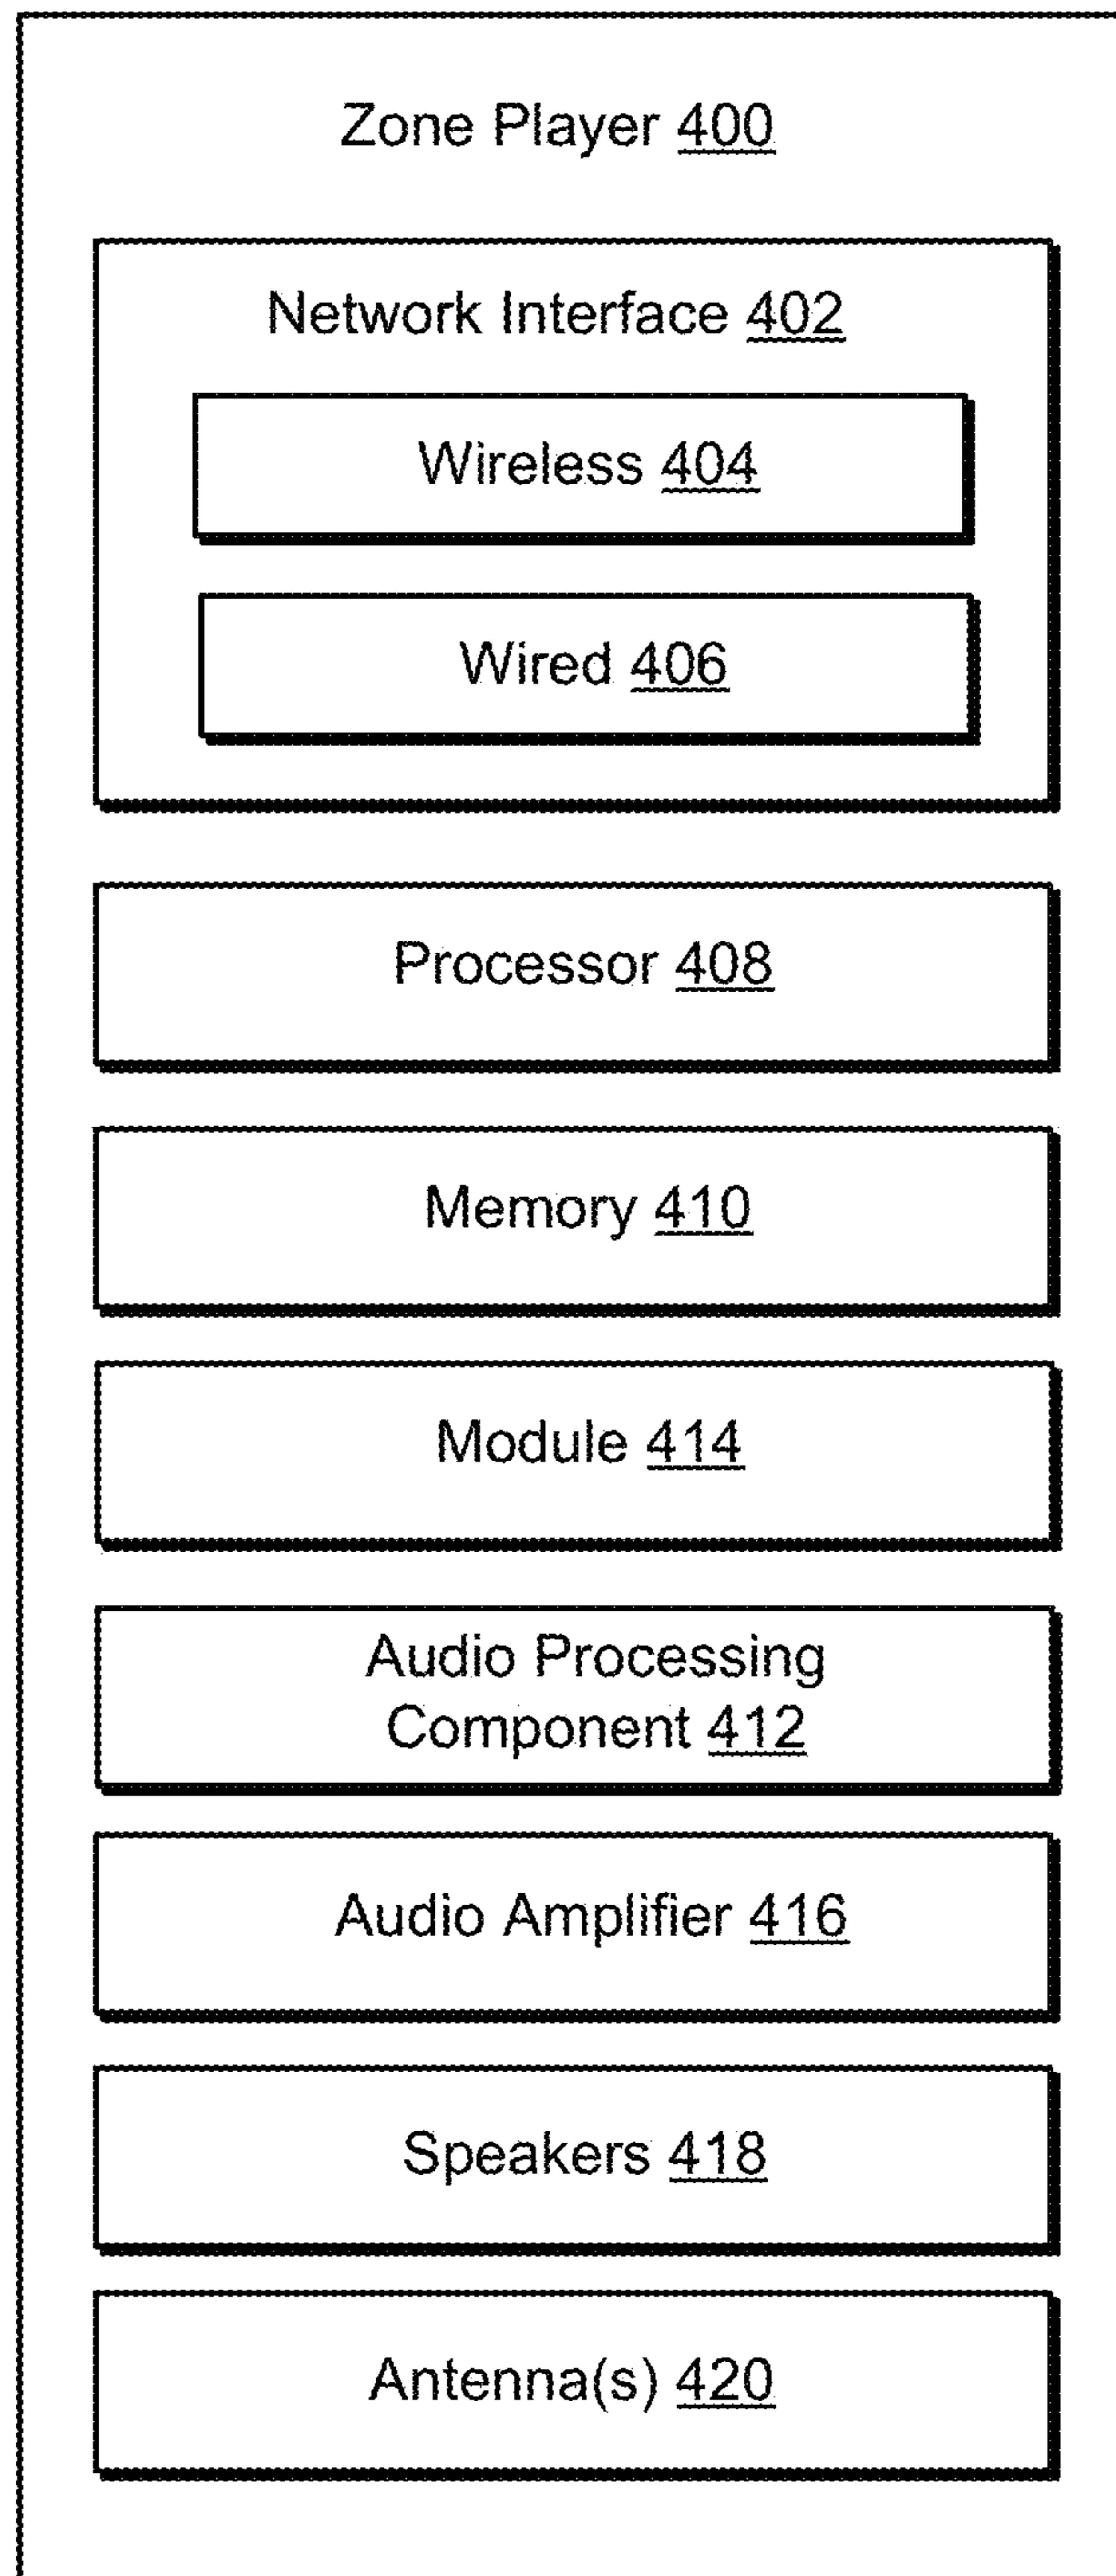 Zone Player 400
Network Interface 402
Wireless 404
Wired 406
Processor 408
Memory 410
Module 414
Audio Processing
Component 412
Audio Amplifier 416
Speakers 418
Antenna(s) 420